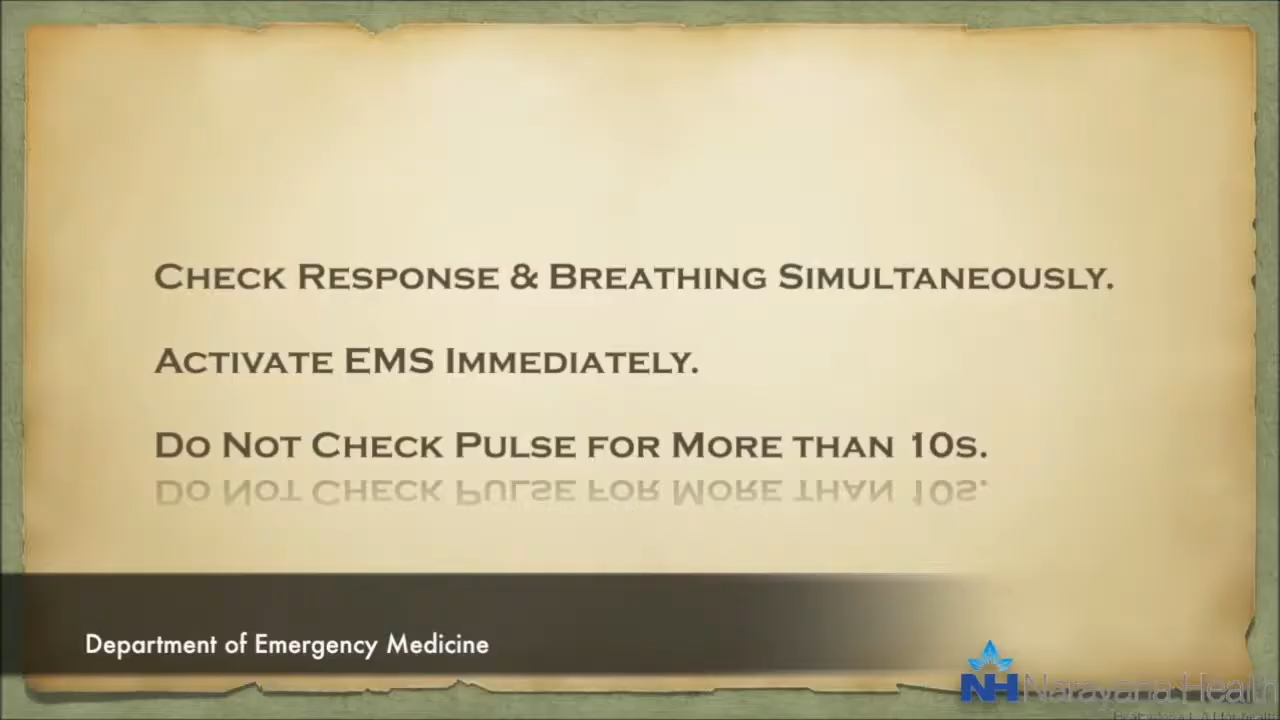 Check Response & Breathing Simultaneously.
Activate EMS Immediately.
Do Not Check Pulse for More than 10s.
Department of Emergency Medicine
NH Narayana Health